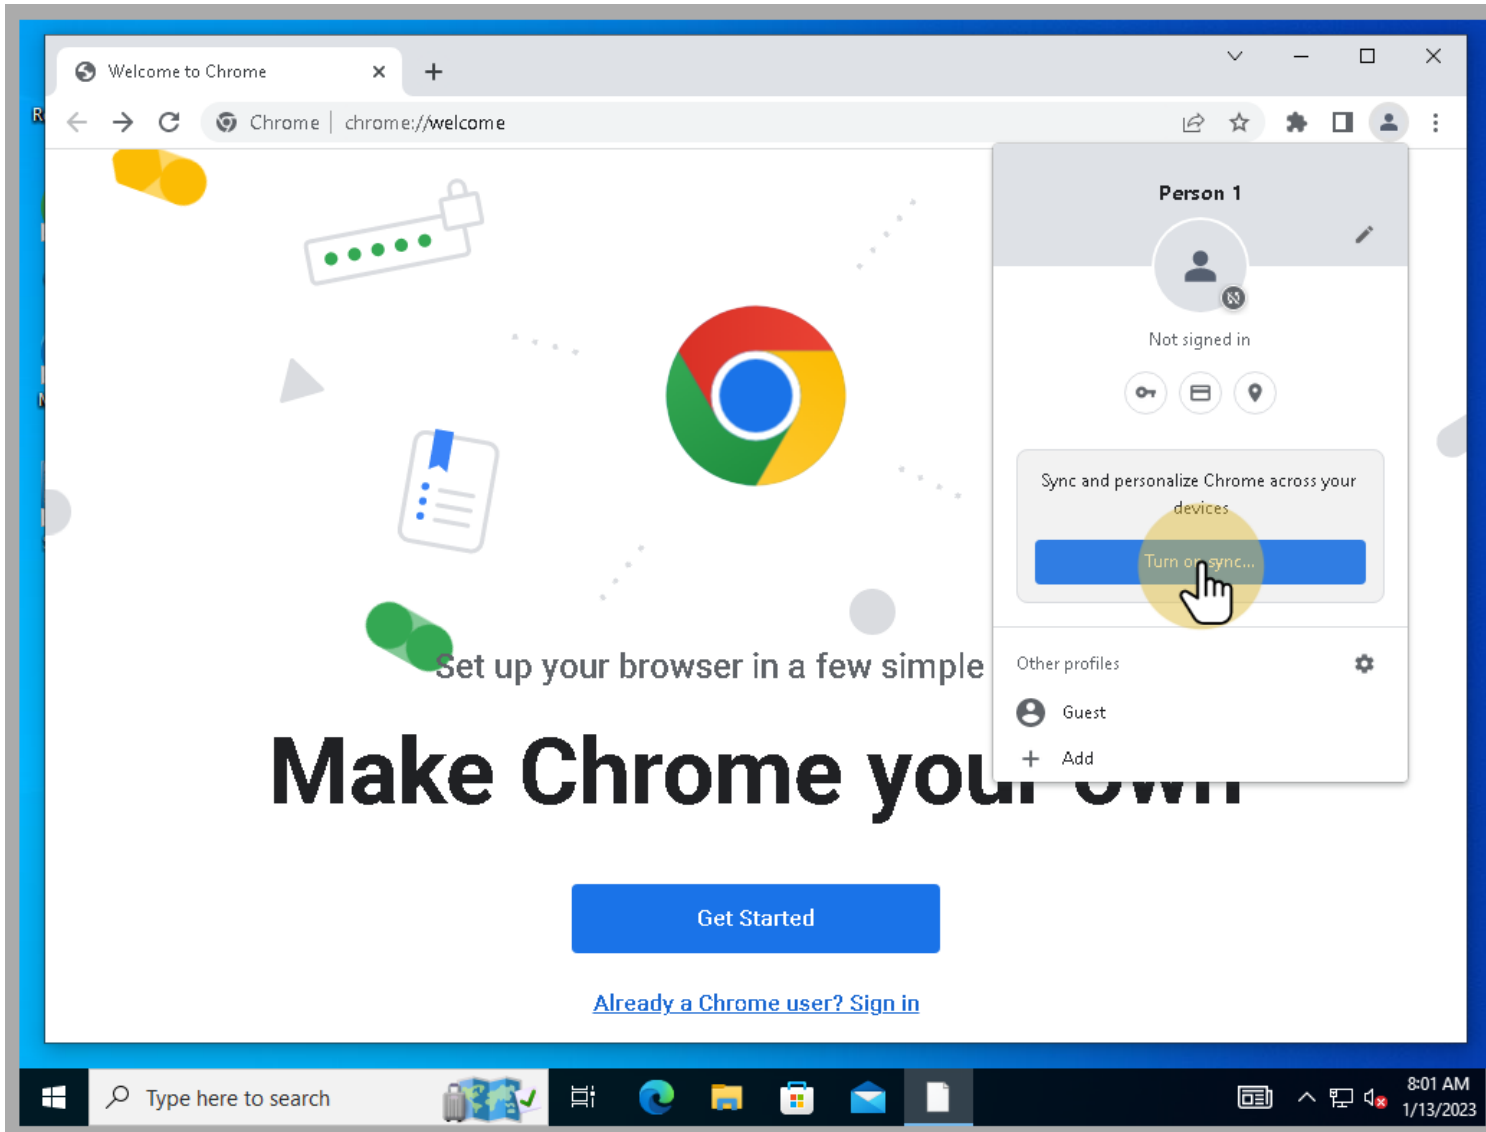 Welcome to Chrome
Chrome | chrome://welcome
Person 1
Not signed in
Sync and personalize Chrome across your
devices
Turn on sync...
Other profiles
Guest
Add
Set up your browser in a few simple
Make Chrome your own
Get Started
Already a Chrome user? Sign in
Type here to search
8:01 AM
1/13/2023